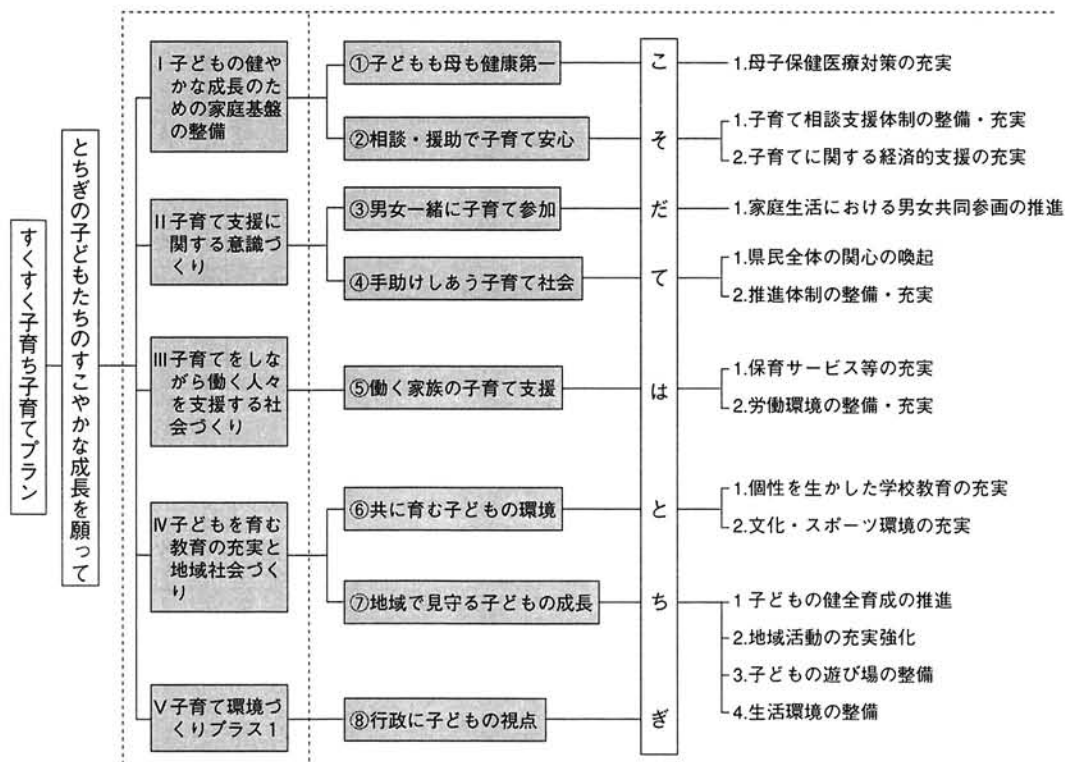 すくすく子育ち子育てプラン
とちぎの子どもたちのすこやかな成長を願って
Ⅰ子どもの健や
かな成長のた
めの家庭基盤
の整備
Ⅱ子育て支援に
関する意識づ
くり
Ⅲ子育てをしな
がら働く人々
を支援する社
会づくり
Ⅳ子どもを育む
教育の充実と
地域社会づく
り
Ⅴ子育て環境づ
くりプラス1
①子どもも母も健康第一
②相談・援助で子育て安心
③男女一緒に子育て参加
④手助けしあう子育て社会
⑤働く家族の子育て支援
⑥共に育む子どもの環境
⑦地域で見守る子どもの成長
⑧行政に子どもの視点
こそだてはとちぎ
1.母子保健医療対策の充実
1.子育て相談支援体制の整備・充実
2.子育てに関する経済的支援の充実
1.家庭生活における男女共同参画の推進
1.県民全体の関心の喚起
2.推進体制の整備・充実
1.保育サービス等の充実
2.労働環境の整備・充実
1.個性を生かした学校教育の充実
2.文化・スポーツ環境の充実
1 子どもの健全育成の推進
2.地域活動の充実強化
3.子どもの遊び場の整備
4.生活環境の整備